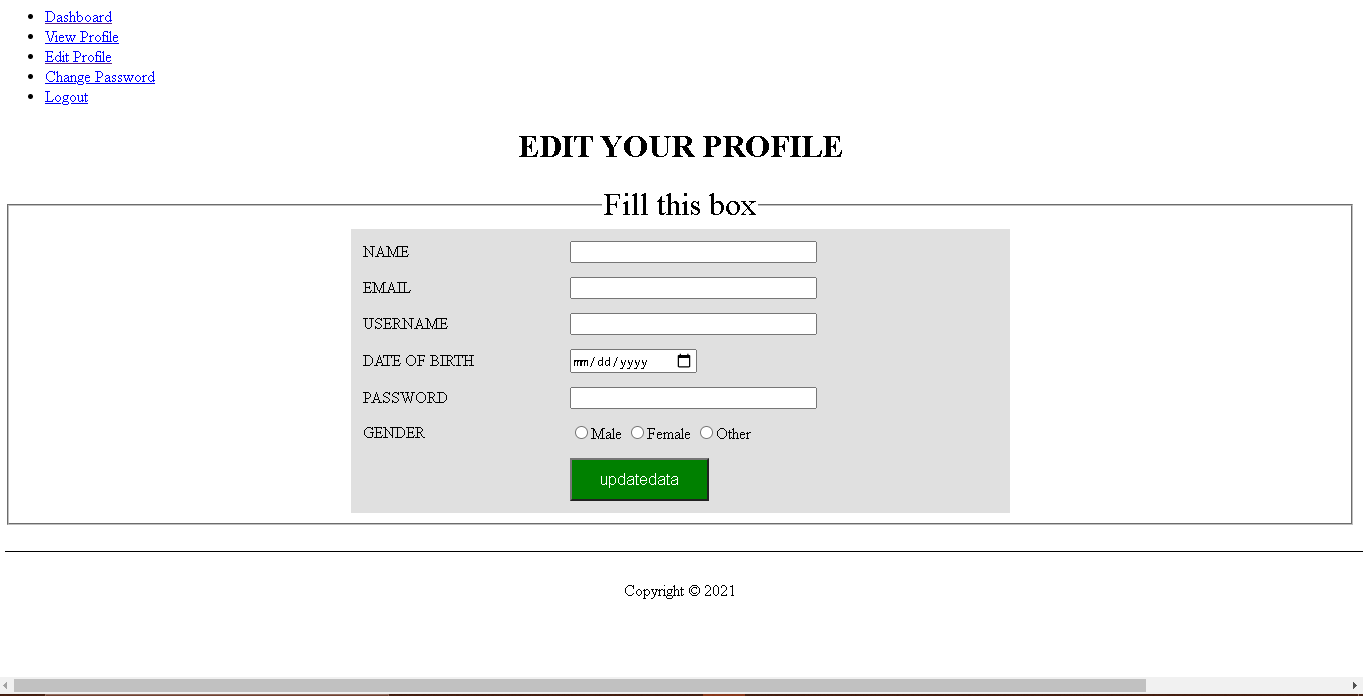 Dashboard
View Profile
Edit Profile
Change Password
Logout
EDIT YOUR PROFILE
Fill this box
NAME
EMAIL
USERNAME
DATE OF BIRTH mm/dd/yyyy
PASSWORD
GENDER Male Female Other
updatedata
Copyright © 2021